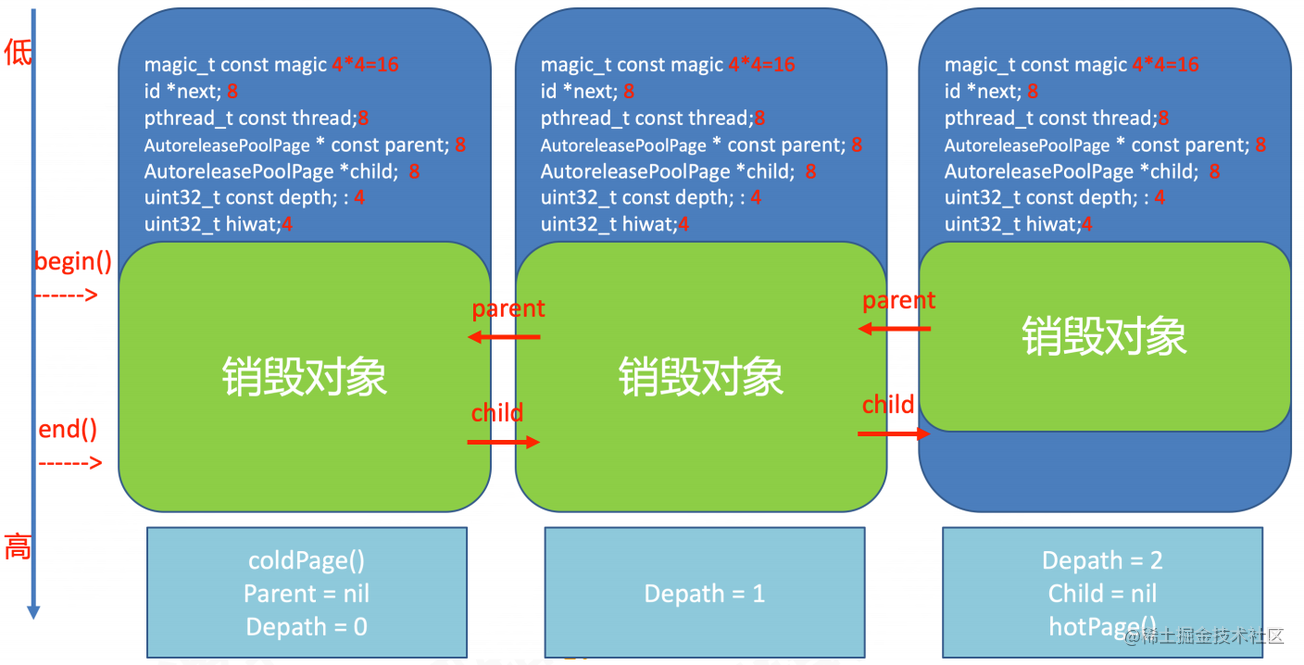 低
高
begin()
end()
magic_t const magic 4*4=16
id *next; 8
pthread_t const thread;8
AutoreleasePoolPage * const parent; 8
AutoreleasePoolPage *child; 8
uint32_t const depth; : 4
uint32_t hiwat;4
销毁对象
coldPage()
Parent = nil
Depath = 0
parent
child
magic_t const magic 4*4=16
id *next; 8
pthread_t const thread;8
AutoreleasePoolPage * const parent; 8
AutoreleasePoolPage *child; 8
uint32_t const depth; : 4
uint32_t hiwat;4
销毁对象
Depath = 1
parent
child
magic_t const magic 4*4=16
id *next; 8
pthread_t const thread;8
AutoreleasePoolPage * const parent; 8
AutoreleasePoolPage *child; 8
uint32_t const depth; : 4
uint32_t hiwat;4
销毁对象
Depath = 2
Child = nil
hotPage()
@稀土掘金技术社区